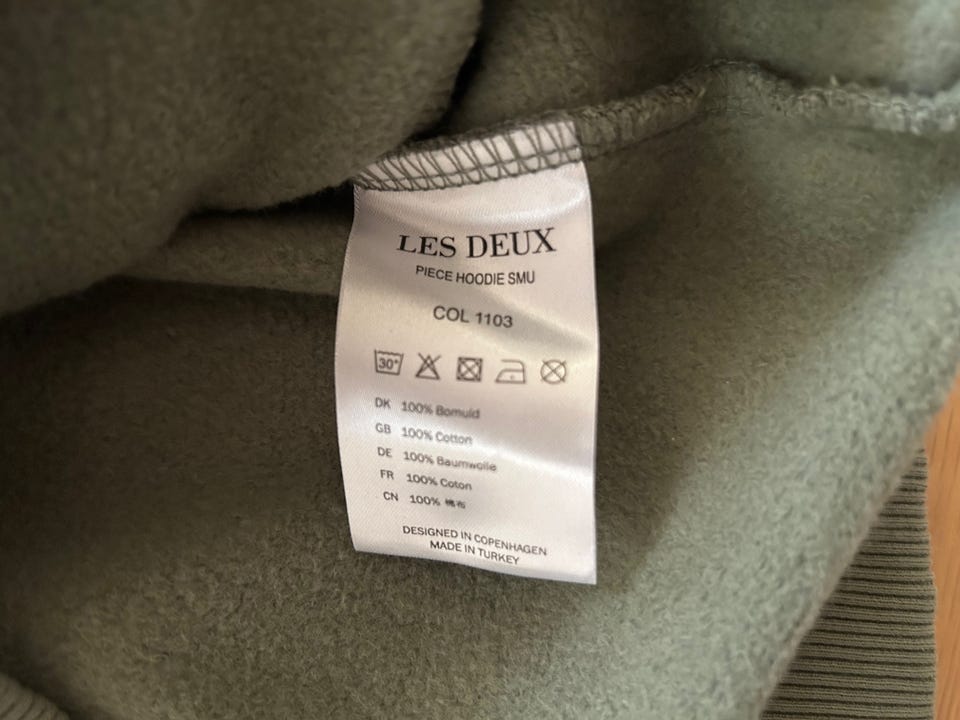 LES DEUX
PIECE HOODIE SMU
COL 1103
30°
DK 100% Bomuld
GB 100% Cotton
DE 100% Baumwolle
FR 100% Coton
CN 100% 棉布
DESIGNED IN COPENHAGEN
MADE IN TURKEY